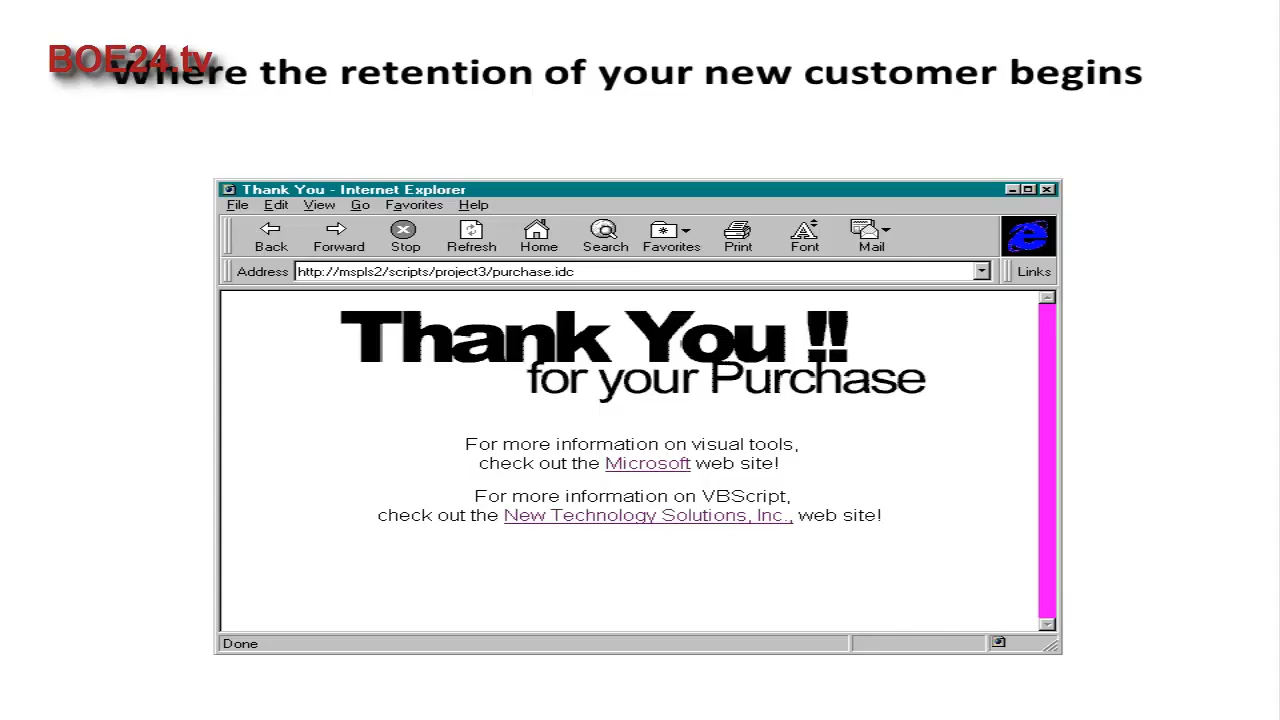 BOE24.tv
Where the retention of your new customer begins
Thank You - Internet Explorer
File Edit View Go Favorites Help
Back Forward Stop Refresh Home Search Favorites Print Font Mail
Address http://mspls2/scripts/project3/purchase.idc Links
Thank You !!
for your Purchase
For more information on visual tools,
check out the Microsoft web site!
For more information on VBScript,
check out the New Technology Solutions, Inc., web site!
Done